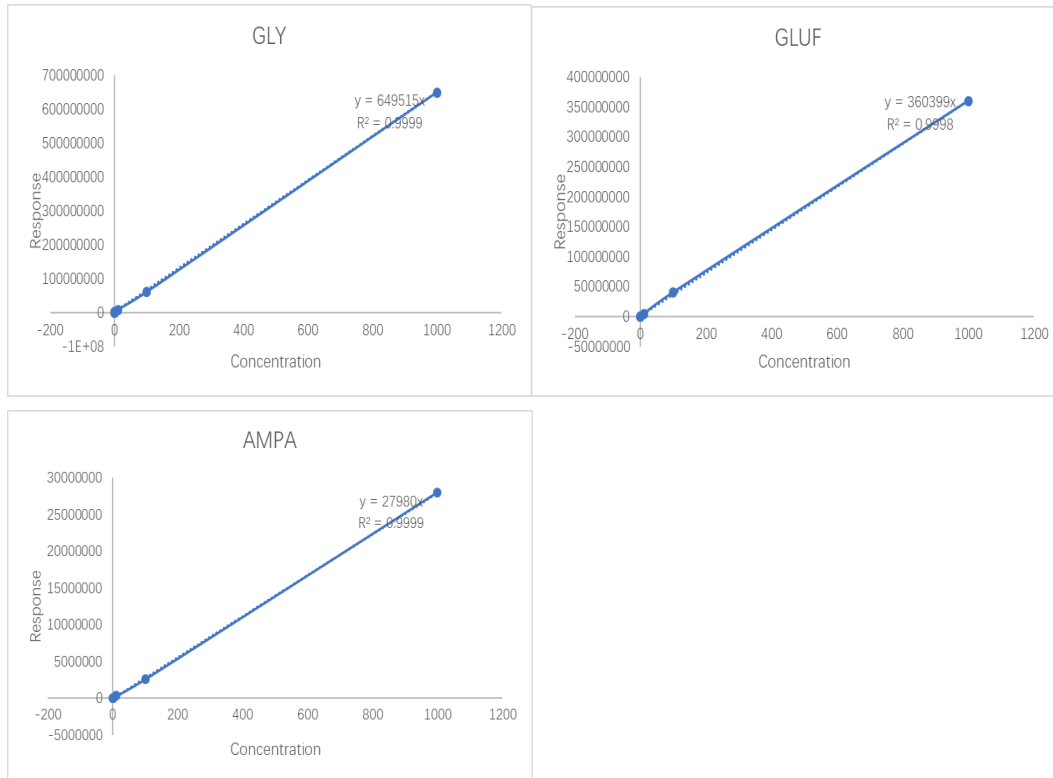 GLY
700000000
600000000
500000000
400000000
300000000
200000000
100000000
0
-1E+08
-200 0 200 400 600 800 1000 1200
Response
Concentration
y = 649515x
R² = 0.9999
GLUF
400000000
350000000
300000000
250000000
200000000
150000000
100000000
50000000
0
-50000000
-200 0 200 400 600 800 1000 1200
Response
Concentration
y = 360399x
R² = 0.9998
AMPA
30000000
25000000
20000000
15000000
10000000
5000000
0
-5000000
-200 0 200 400 600 800 1000 1200
Response
Concentration
y = 27980x
R² = 0.9999